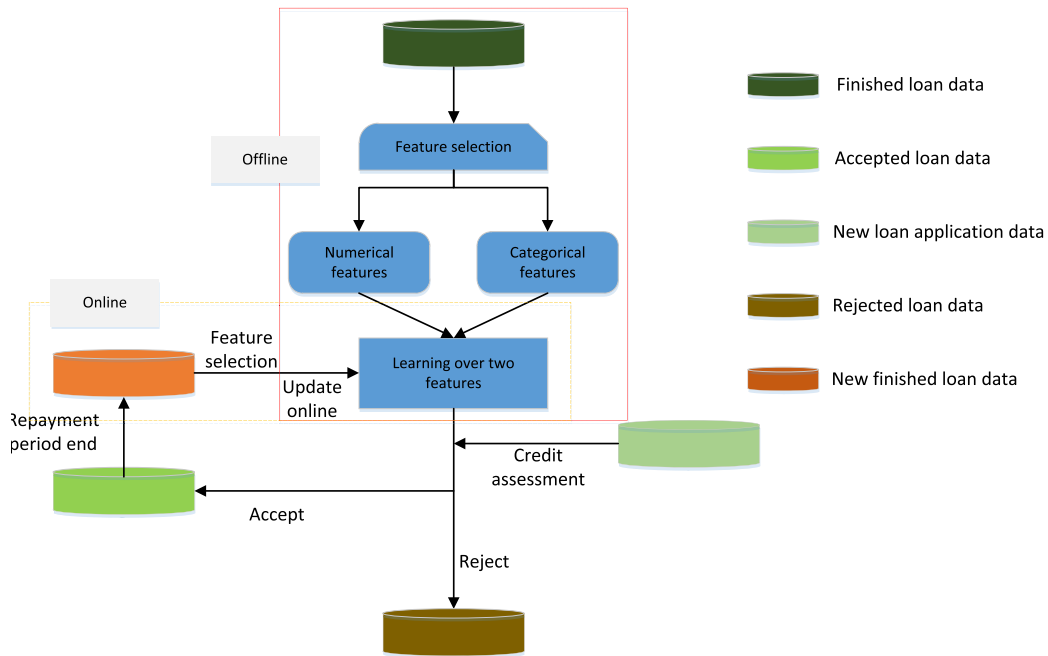 Finished loan data
Feature selection
Offline
Accepted loan data
New loan application data
Numerical
features
Categorical
features
Online
Rejected loan data
Feature
selection
Learning over two
features
Update
online
New finished loan data
Repayment
period end
Credit
assessment
Accept
Reject